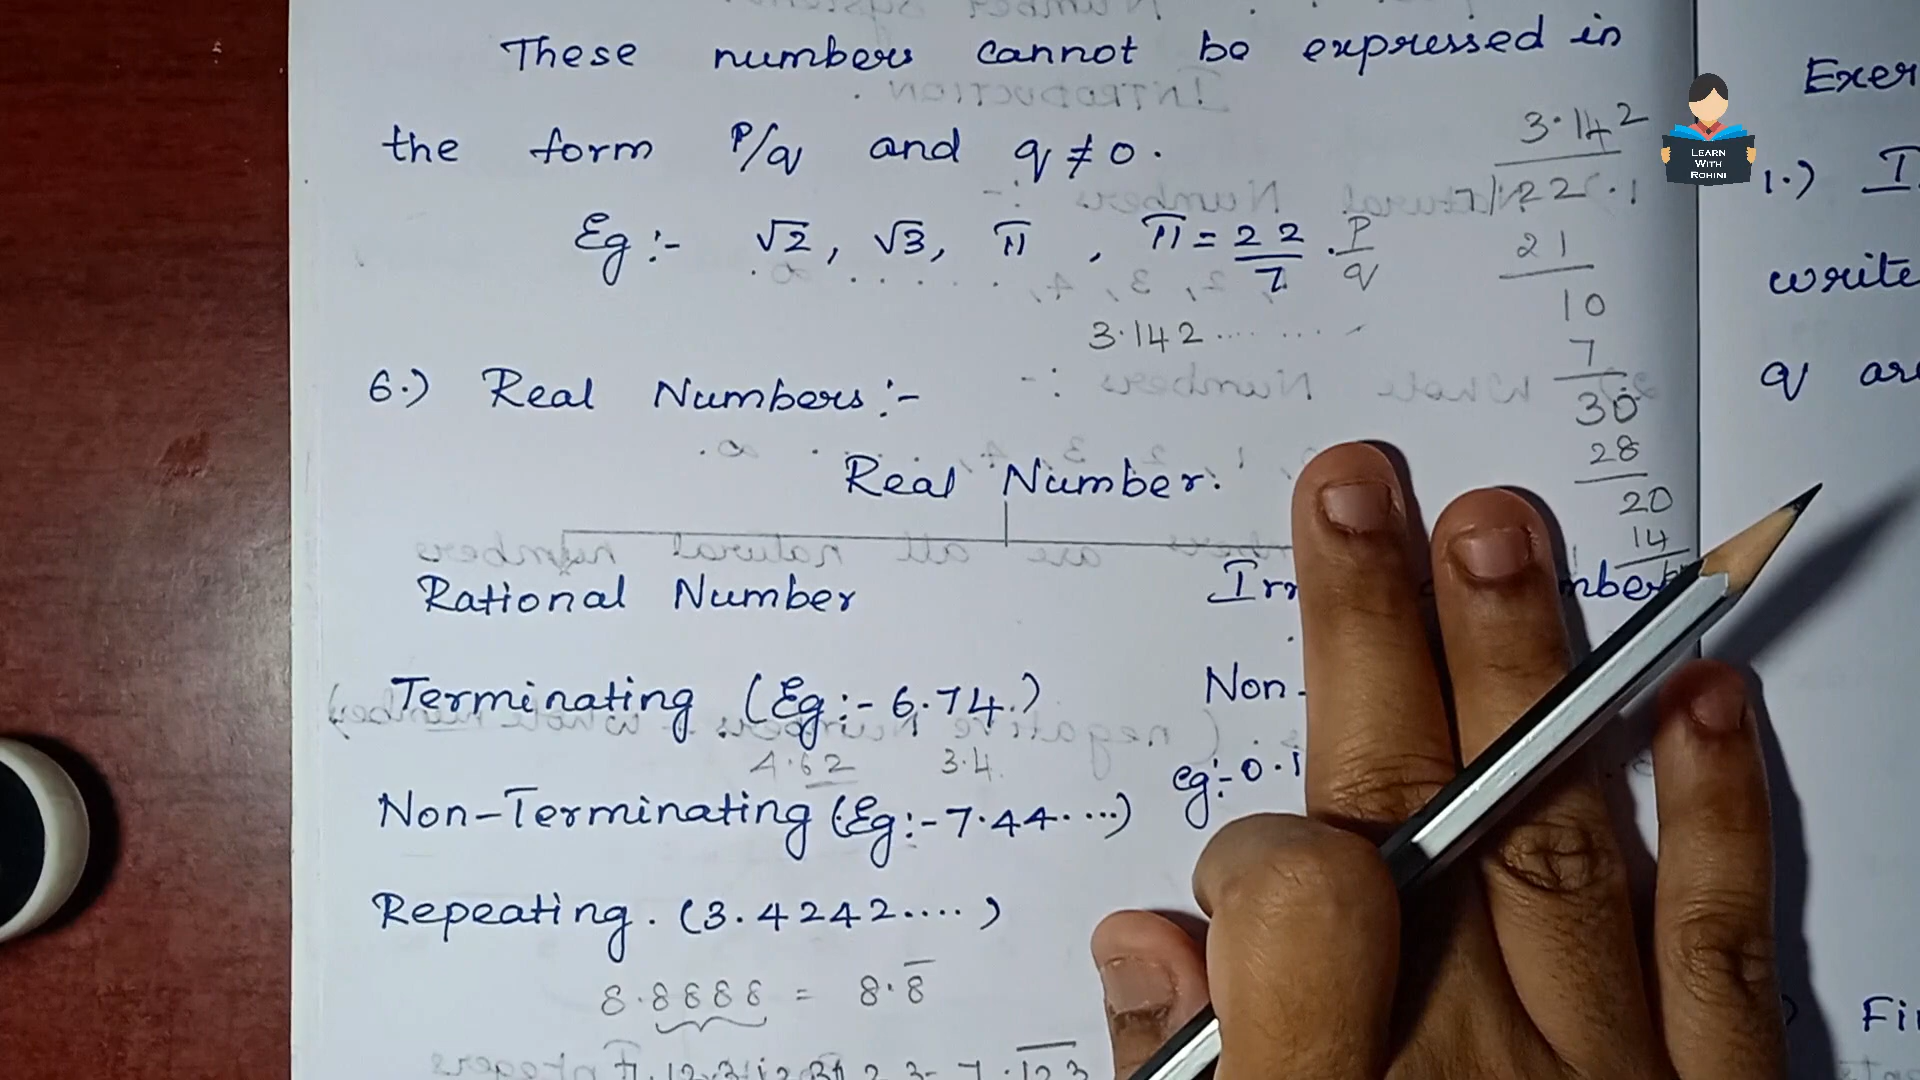 These numbers cannot be expressed in
the form P/q and q ≠ 0.
Eg :- √2, √3, π, π = 22/7 . P/q
3.142.......
3.142
7)22.1
21
10
7
30
28
20
14
6.) Real Numbers :-
Real Number.
Rational Number
Terminating (Eg :- 6.74.)
4.62 3.4.
Non-Terminating (Eg :- 7.44....)
Repeating. (3.4242....)
8.8888 = 8.8̅
Non-
eg :- 0.1
Exer
1.)
write
q are
Fi
LEARN
WITH
ROHINI